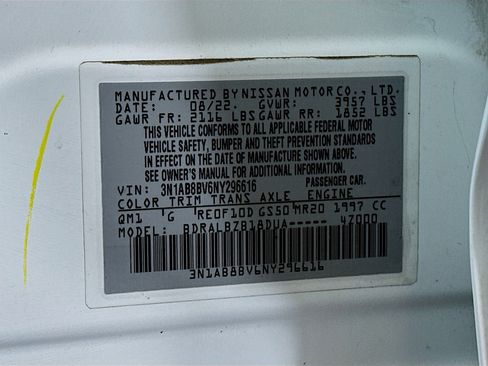 MANUFACTURED BY NISSAN MOTOR CO., LTD.
DATE: 08/22. GVWR: 3957 LBS
GAWR FR: 2116 LBS GAWR RR: 1852 LBS
THIS VEHICLE CONFORMS TO ALL APPLICABLE FEDERAL MOTOR
VEHICLE SAFETY, BUMPER AND THEFT PREVENTION STANDARDS
IN EFFECT ON THE DATE OF MANUFACTURE SHOWN ABOVE.
SEE OWNER'S MANUAL FOR ADDITIONAL INFORMATION.
VIN: 3N1AB8BV6NY296616 PASSENGER CAR.
COLOR TRIM TRANS AXLE ENGINE
QM1 G RE0F10D GS50 MR20 1997 CC
MODEL: BDRALBZB18DUA----- 47000
3N1AB8BV6NY296616